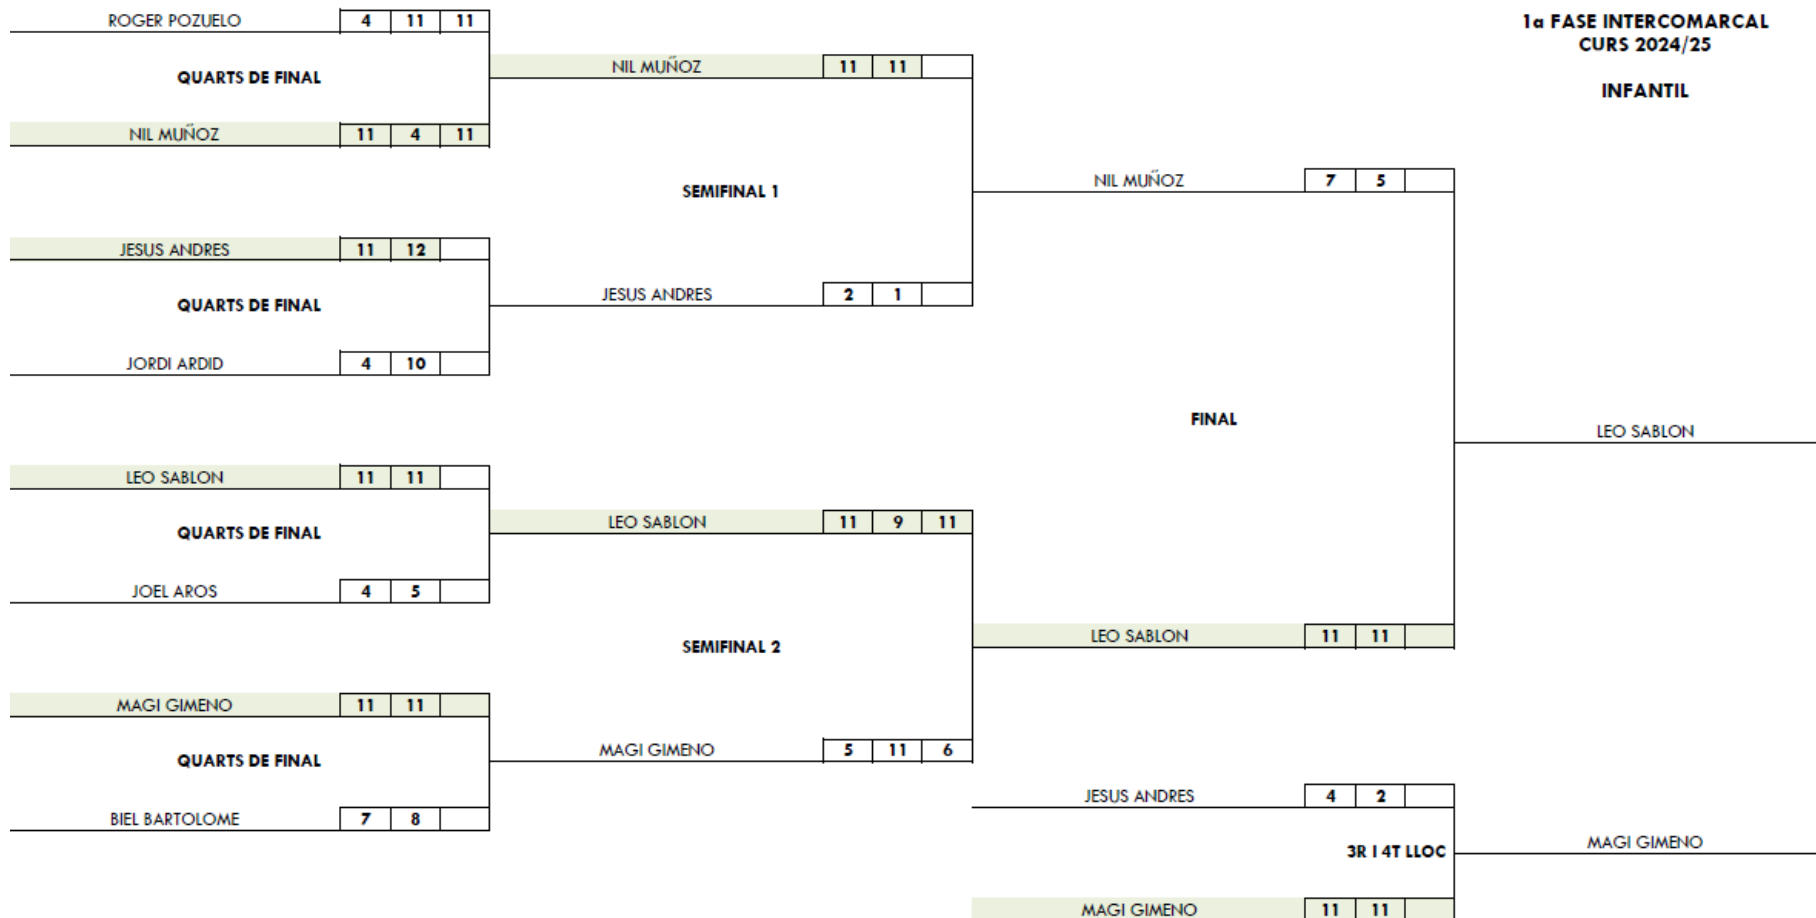 ROGER POZUELO 4 11 11
1a FASE INTERCOMARCAL
CURS 2024/25
INFANTIL
QUARTS DE FINAL
NIL MUÑOZ 11 11
NIL MUÑOZ 11 4 11
SEMIFINAL 1
NIL MUÑOZ 7 5
JESUS ANDRES 11 12
QUARTS DE FINAL
JESUS ANDRES 2 1
JORDI ARDID 4 10
FINAL
LEO SABLON
LEO SABLON 11 11
QUARTS DE FINAL
LEO SABLON 11 9 11
JOEL AROS 4 5
SEMIFINAL 2
LEO SABLON 11 11
MAGI GIMENO 11 11
QUARTS DE FINAL
MAGI GIMENO 5 11 6
JESUS ANDRES 4 2
BIEL BARTOLOME 7 8
3R I 4T LLOC
MAGI GIMENO
MAGI GIMENO 11 11